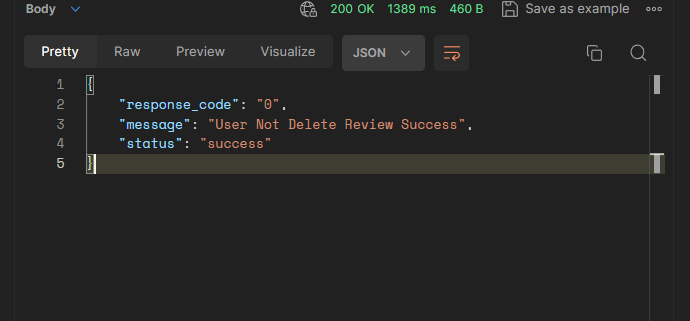 Body 200 OK 1389 ms 460 B Save as example
Pretty Raw Preview Visualize JSON
1 {
2 "response_code": "0",
3 "message": "User Not Delete Review Success",
4 "status": "success"
5 }